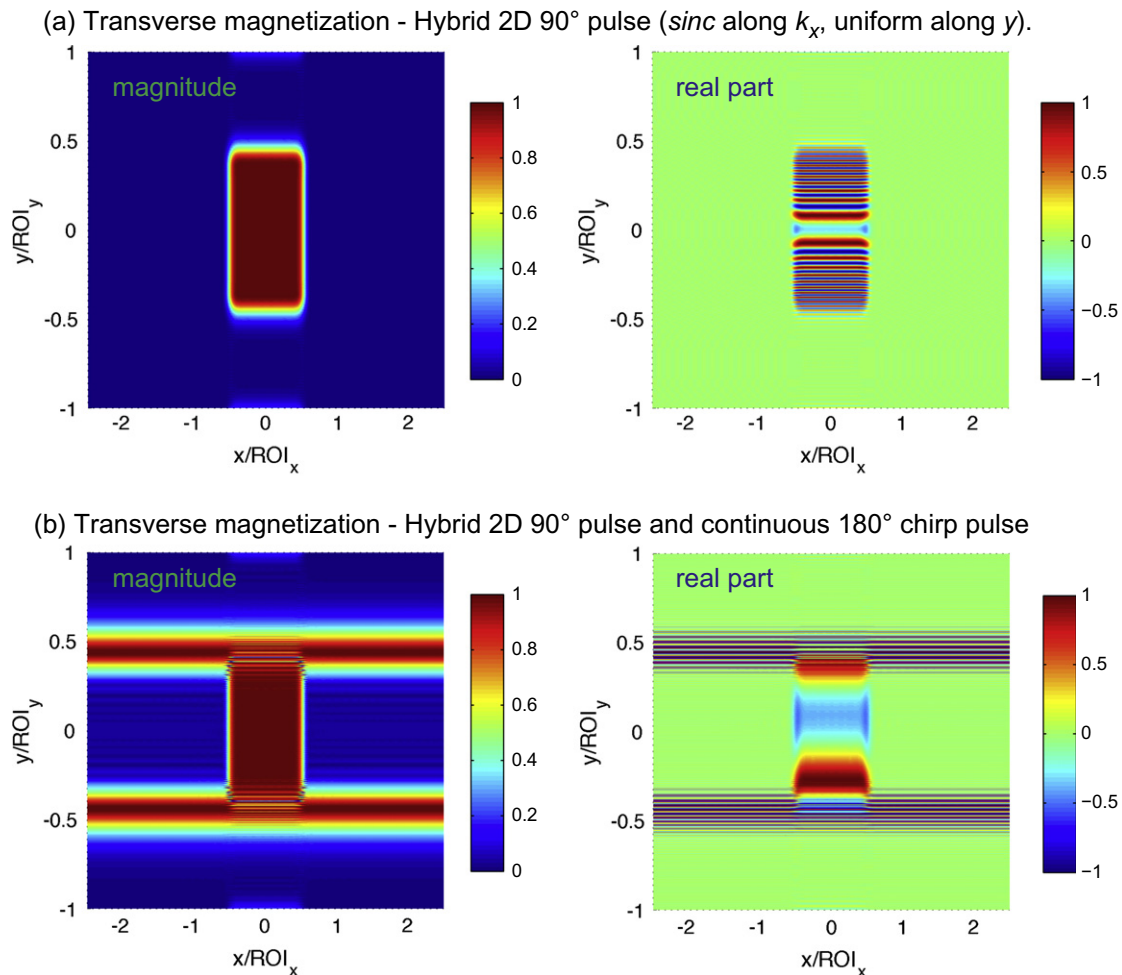 (a) Transverse magnetization - Hybrid 2D 90° pulse (sinc along kx, uniform along y).
magnitude
real part
1
0.5
0
-0.5
-1
y/ROIy
-2 -1 0 1 2
x/ROIx
1
0.8
0.6
0.4
0.2
0
1
0.5
0
-0.5
-1
y/ROIy
-2 -1 0 1 2
x/ROIx
1
0.5
0
−0.5
−1
(b) Transverse magnetization - Hybrid 2D 90° pulse and continuous 180° chirp pulse
magnitude
real part
1
0.5
0
-0.5
-1
y/ROIy
-2 -1 0 1 2
x/ROIx
1
0.8
0.6
0.4
0.2
0
1
0.5
0
-0.5
-1
y/ROIy
-2 -1 0 1 2
x/ROIx
1
0.5
0
−0.5
−1